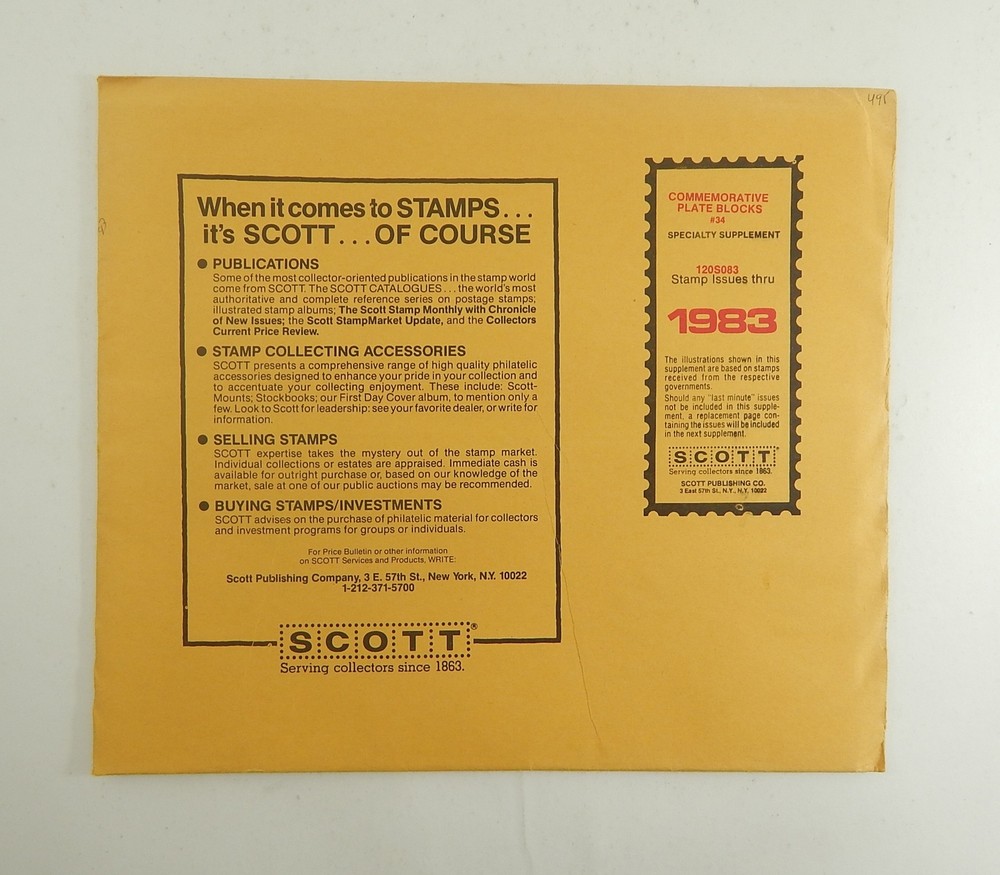 495
When it comes to STAMPS...
it's SCOTT...OF COURSE
● PUBLICATIONS
Some of the most collector-oriented publications in the stamp world
come from SCOTT. The SCOTT CATALOGUES...the world's most
authoritative and complete reference series on postage stamps;
illustrated stamp albums; The Scott Stamp Monthly with Chronicle
of New Issues; the Scott StampMarket Update, and the Collectors
Current Price Review.
● STAMP COLLECTING ACCESSORIES
SCOTT presents a comprehensive range of high quality philatelic
accessories designed to enhance your pride in your collection and
to accentuate your collecting enjoyment. These include: Scott-
Mounts; Stockbooks; our First Day Cover album, to mention only a
few. Look to Scott for leadership: see your favorite dealer, or write for
information.
● SELLING STAMPS
SCOTT expertise takes the mystery out of the stamp market.
Individual collections or estates are appraised. Immediate cash is
available for outright purchase or, based on our knowledge of the
market, sale at one of our public auctions may be recommended.
● BUYING STAMPS/INVESTMENTS
SCOTT advises on the purchase of philatelic material for collectors
and investment programs for groups or individuals.
For Price Bulletin or other information
on SCOTT Services and Products, WRITE:
Scott Publishing Company, 3 E. 57th St., New York, N.Y. 10022
1-212-371-5700
SCOTT®
Serving collectors since 1863.
COMMEMORATIVE
PLATE BLOCKS
#34
SPECIALTY SUPPLEMENT
120S083
Stamp Issues thru
1983
The illustrations shown in this
supplement are based on stamps
received from the respective
governments.
Should any "last minute" issues
not be included in this supple-
ment, a replacement page con-
taining the issues will be included
in the next supplement.
SCOTT
Serving collectors since 1863.
SCOTT PUBLISHING CO.
3 East 57th St., N.Y., N.Y. 10022